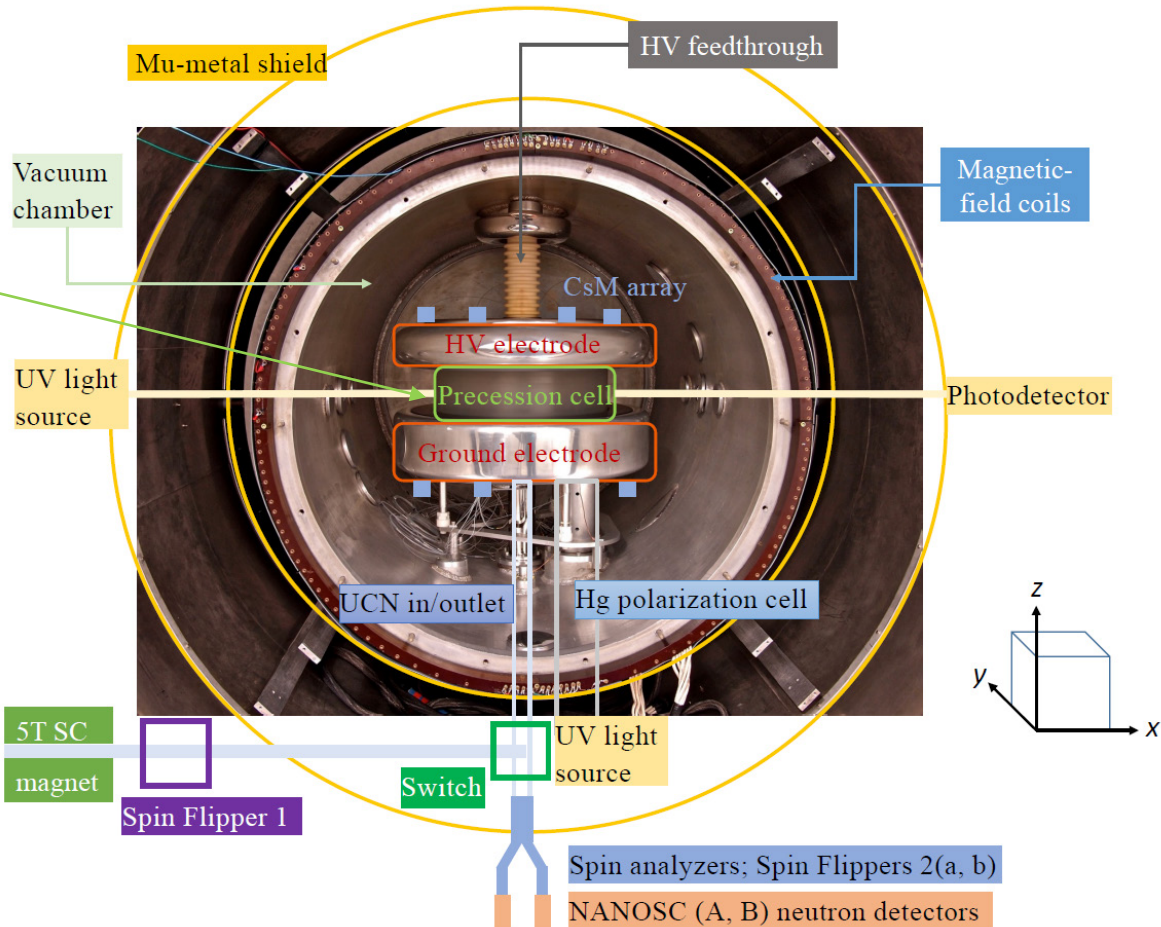 HV feedthrough
Mu-metal shield
Vacuum
chamber
Magnetic-
field coils
CsM array
HV electrode
UV light
source
Precession cell
Photodetector
Ground electrode
UCN in/outlet
Hg polarization cell
z
y
x
5T SC
magnet
UV light
source
Switch
Spin Flipper 1
Spin analyzers; Spin Flippers 2(a, b)
NANOSC (A, B) neutron detectors